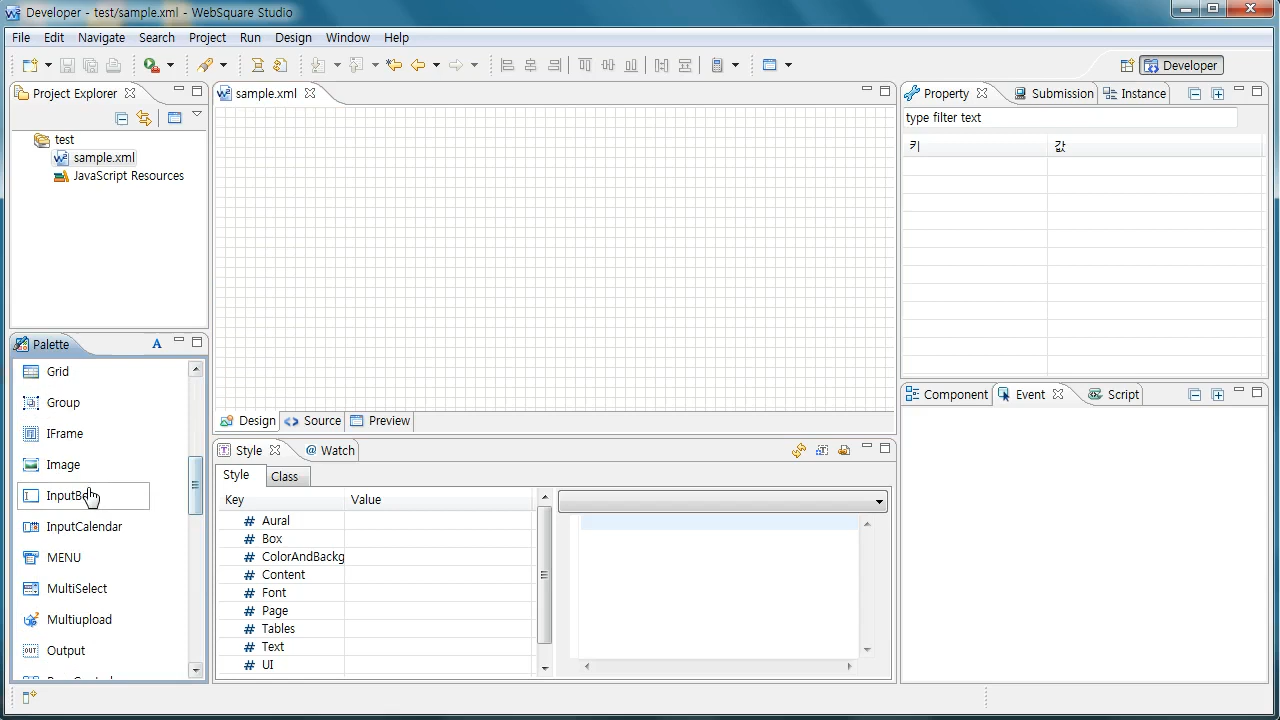 Developer - test/sample.xml - WebSquare Studio
File Edit Navigate Search Project Run Design Window Help
Developer
Project Explorer
test
sample.xml
JavaScript Resources
sample.xml
Design Source Preview
Property Submission Instance
type filter text
키 값
Palette A
Grid
Group
IFrame
Image
InputCalendar
MENU
MultiSelect
Multiupload
OUT Output
Style @ Watch
Style Class
Key Value
# Aural
# Box
# ColorAndBackg
# Content
# Font
# Page
# Tables
# Text
# UI
Component Event Script